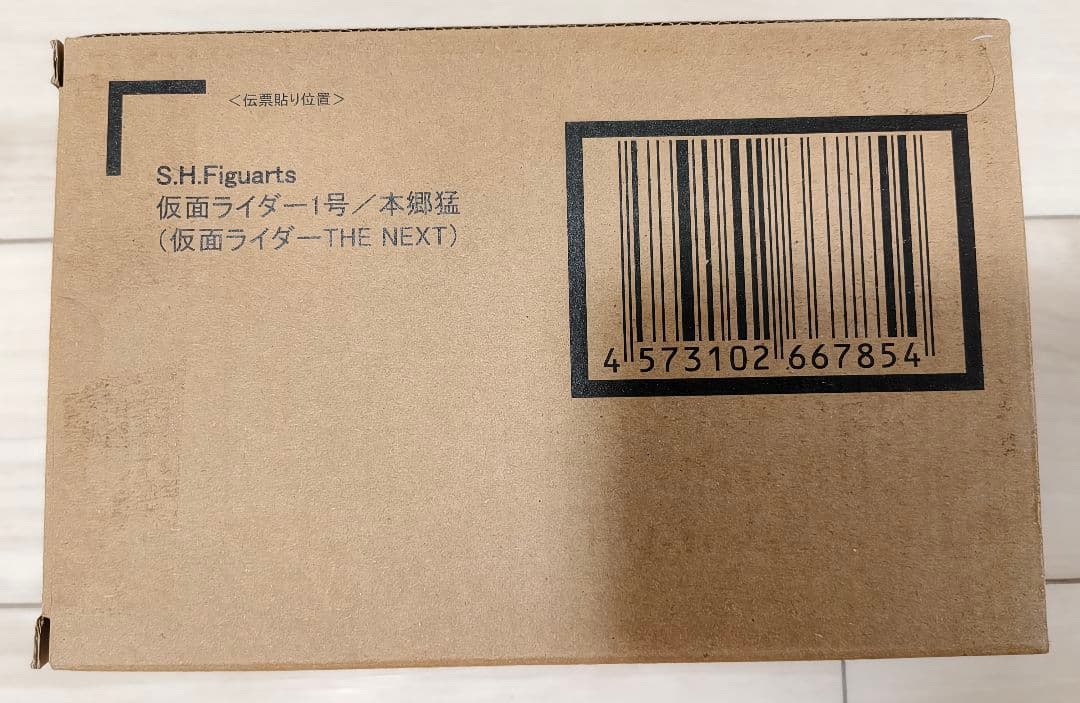 ＜伝票貼り位置＞
S.H.Figuarts
仮面ライダー1号／本郷猛
（仮面ライダーTHE NEXT）
4 573102 667854